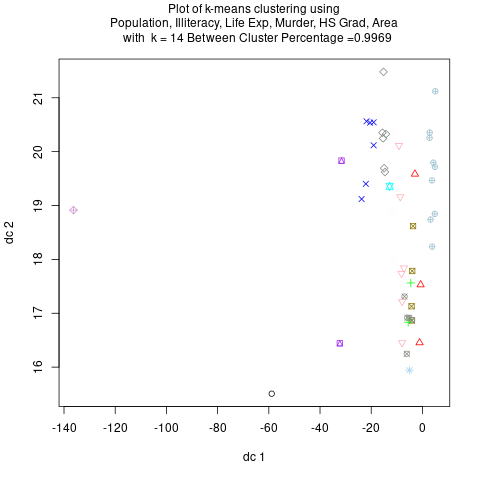 Plot of k-means clustering using
Population, Illiteracy, Life Exp, Murder, HS Grad, Area
with  k = 14 Between Cluster Percentage =0.9969
dc 2
21
20
19
18
17
16
-140
-120
-100
-80
-60
-40
-20
0
dc 1